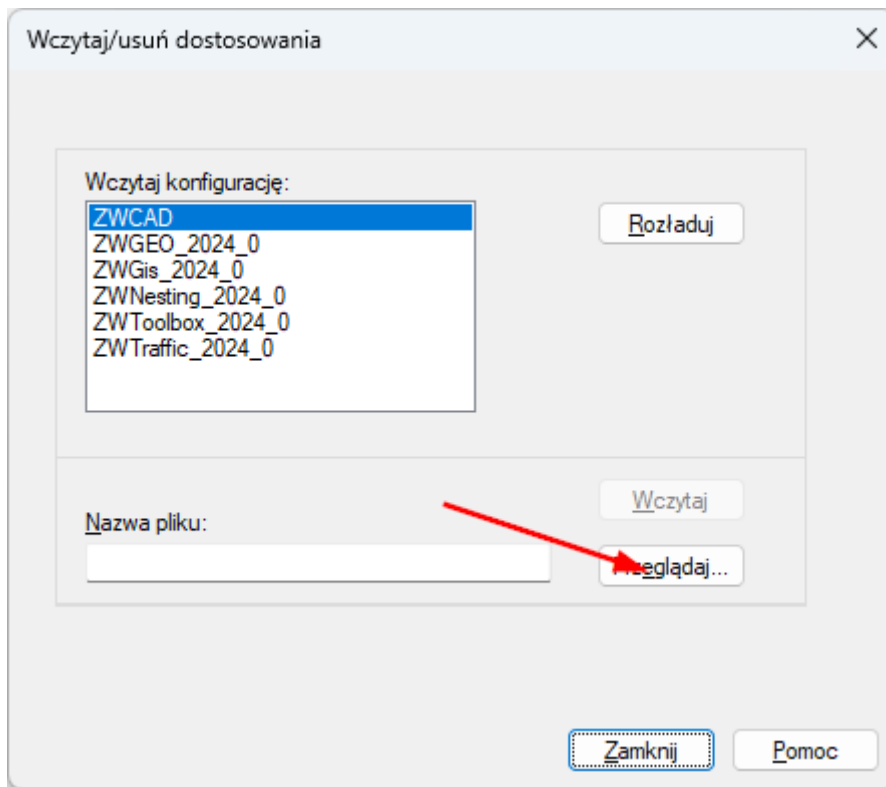 Wczytaj/usuń dostosowania
Wczytaj konfigurację:
ZWCAD
ZWGEO_2024_0
ZWGis_2024_0
ZWNesting_2024_0
ZWToolbox_2024_0
ZWTraffic_2024_0
Rozładuj
Wczytaj
Nazwa pliku:
Przeglądaj...
Zamknij
Pomoc